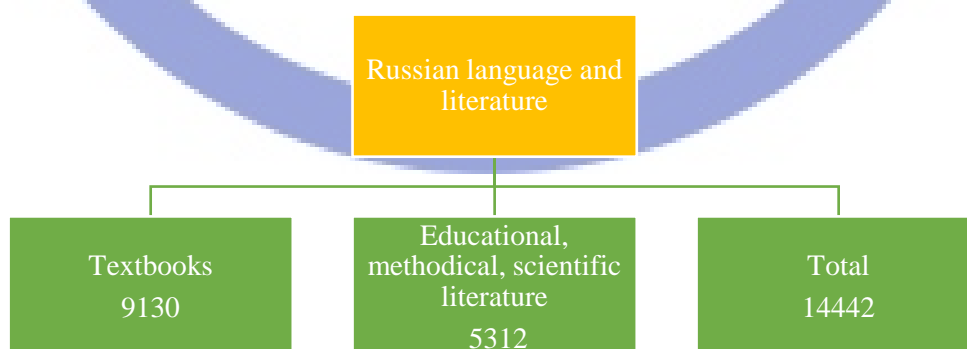 Russian language and
literature
Textbooks
9130
Educational,
methodical, scientific
literature
5312
Total
14442